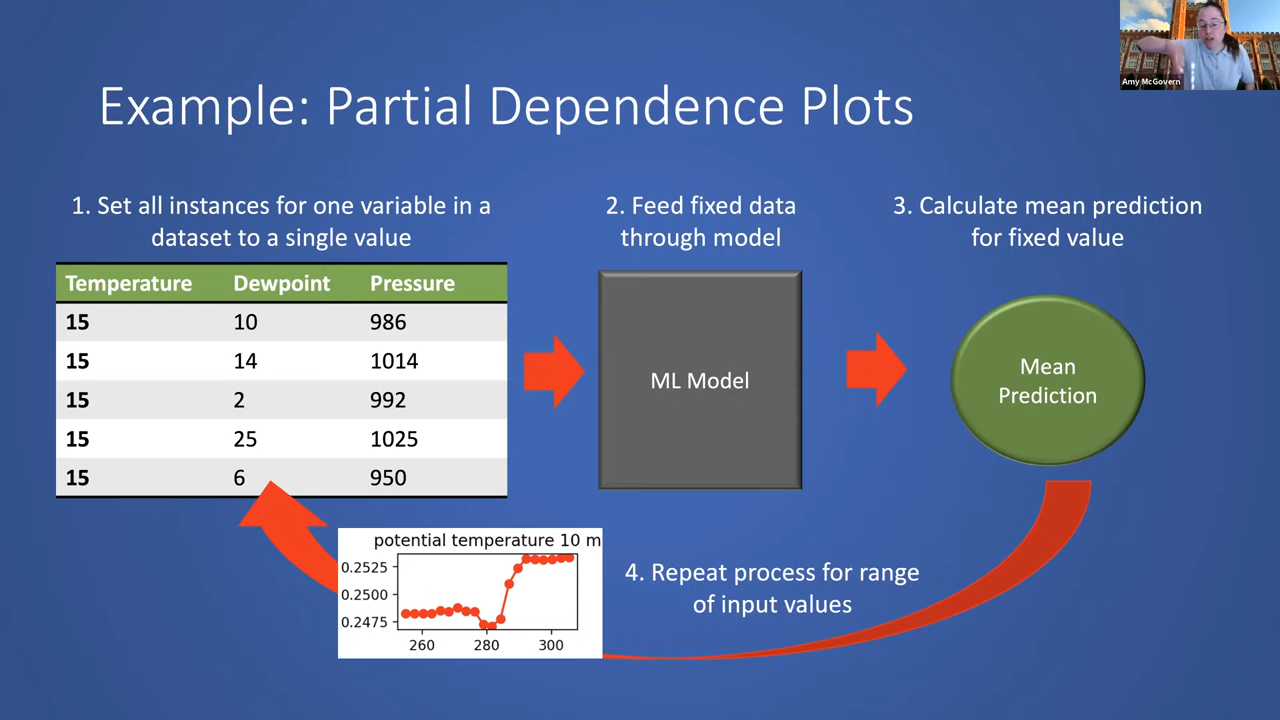 Amy McGovern
Example: Partial Dependence Plots
1. Set all instances for one variable in a
dataset to a single value
2. Feed fixed data
through model
3. Calculate mean prediction
for fixed value
Temperature Dewpoint Pressure
15 10 986
15 14 1014
15 2 992
15 25 1025
15 6 950
ML Model
Mean
Prediction
potential temperature 10 m
0.2525
0.2500
0.2475
260 280 300
4. Repeat process for range
of input values